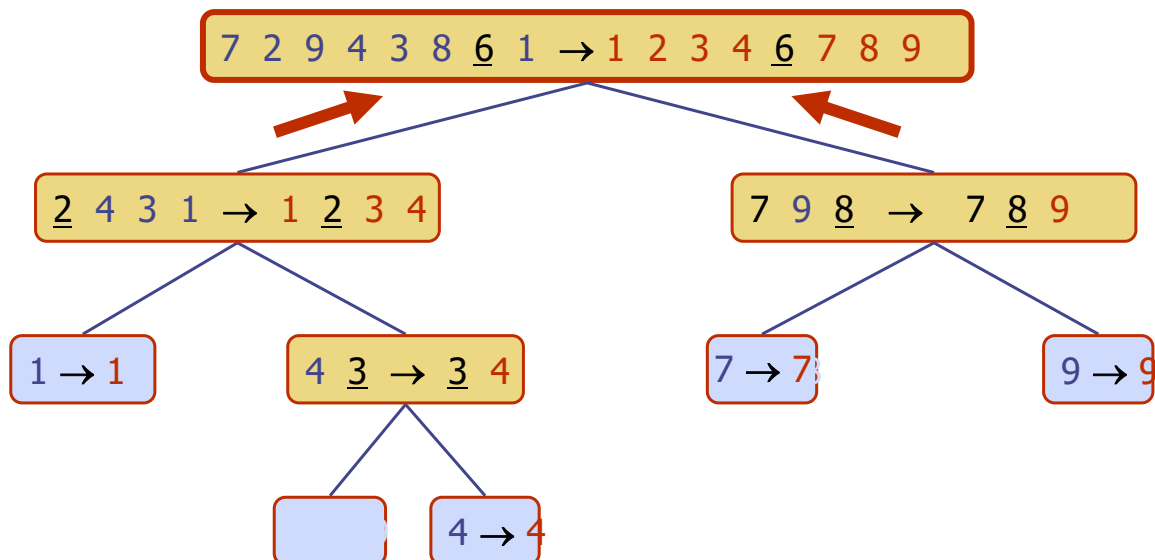 7 2 9 4 3 8 6 1 → 1 2 3 4 6 7 8 9
2 4 3 1 → 1 2 3 4
7 9 8 → 7 8 9
1 → 1
4 3 → 3 4
7 → 7
9 → 9
4 → 4